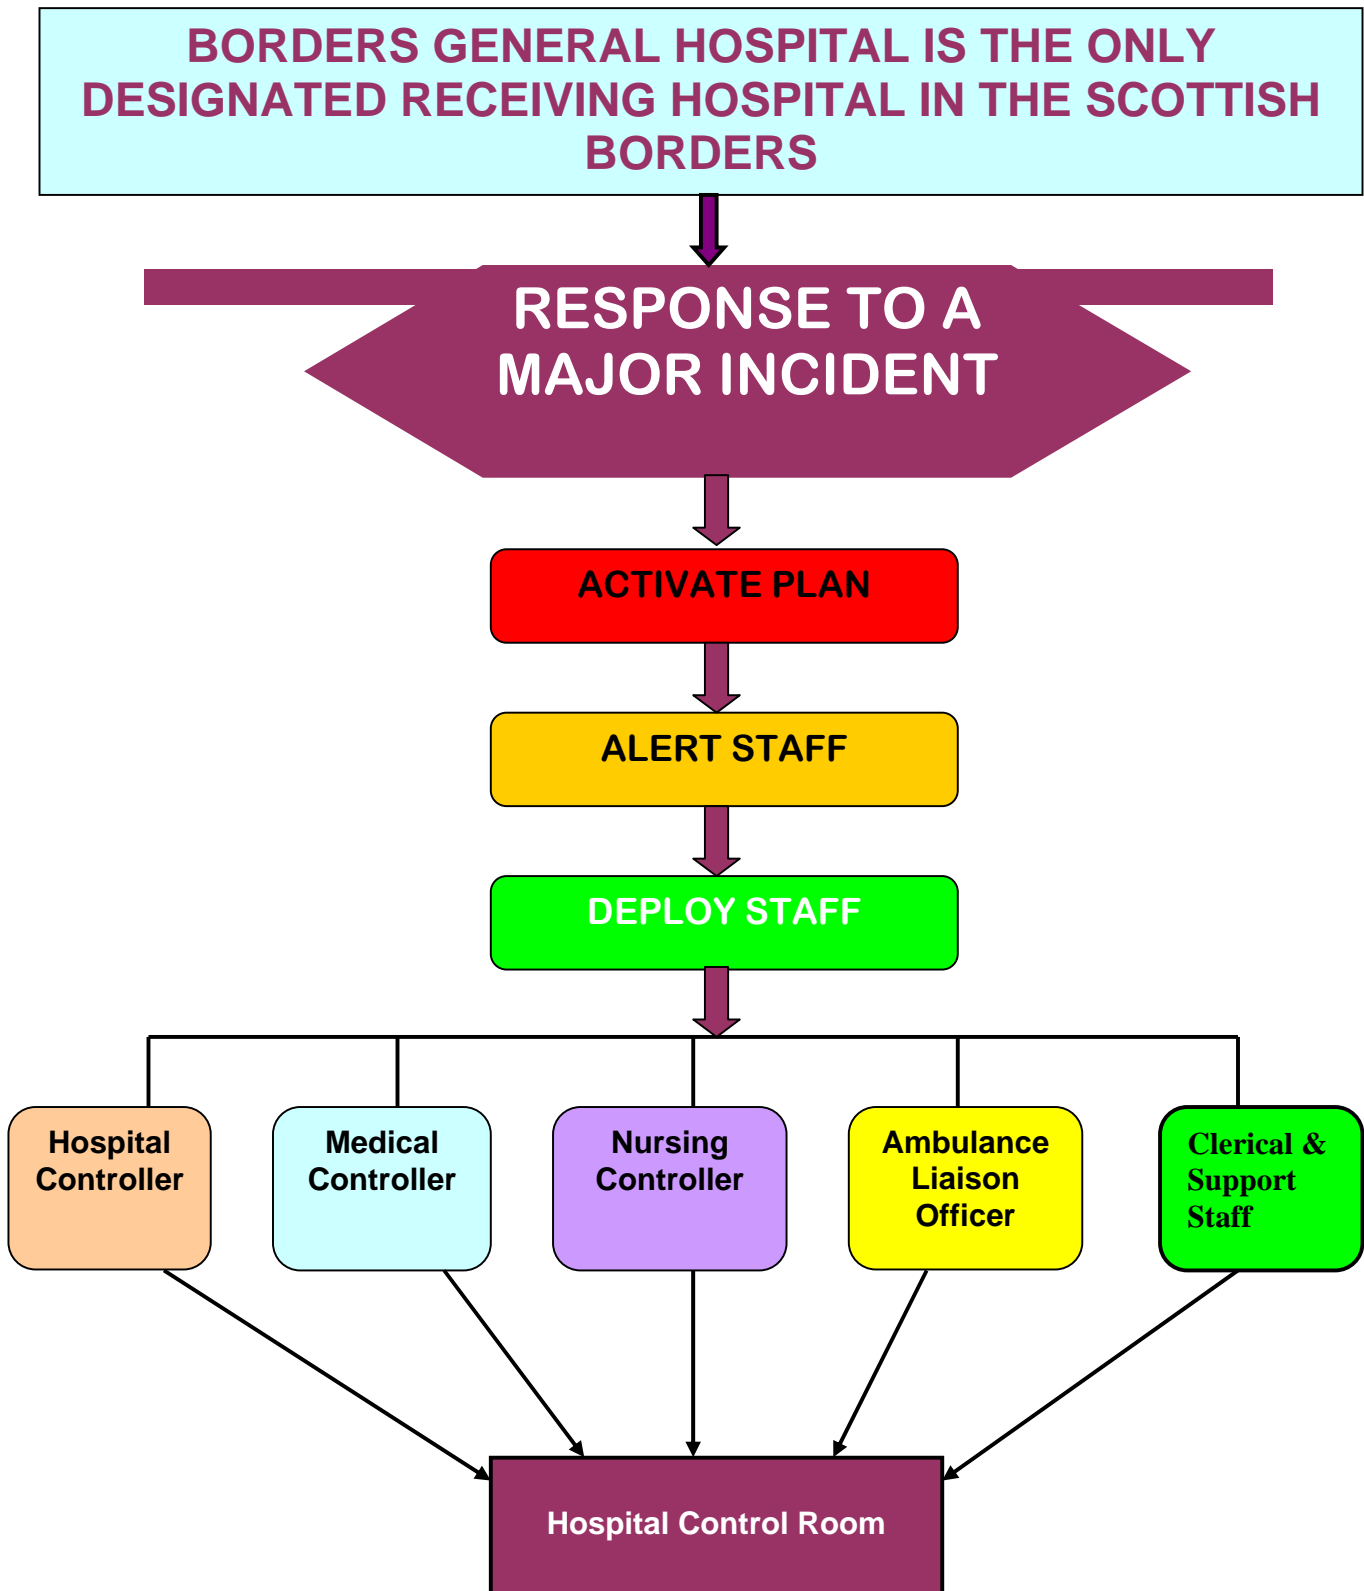 BORDERS GENERAL HOSPITAL IS THE ONLY
DESIGNATED RECEIVING HOSPITAL IN THE SCOTTISH
BORDERS
RESPONSE TO A
MAJOR INCIDENT
ACTIVATE PLAN
ALERT STAFF
DEPLOY STAFF
Hospital
Controller
Medical
Controller
Nursing
Controller
Ambulance
Liaison
Officer
Clerical &
Support
Staff
Hospital Control Room